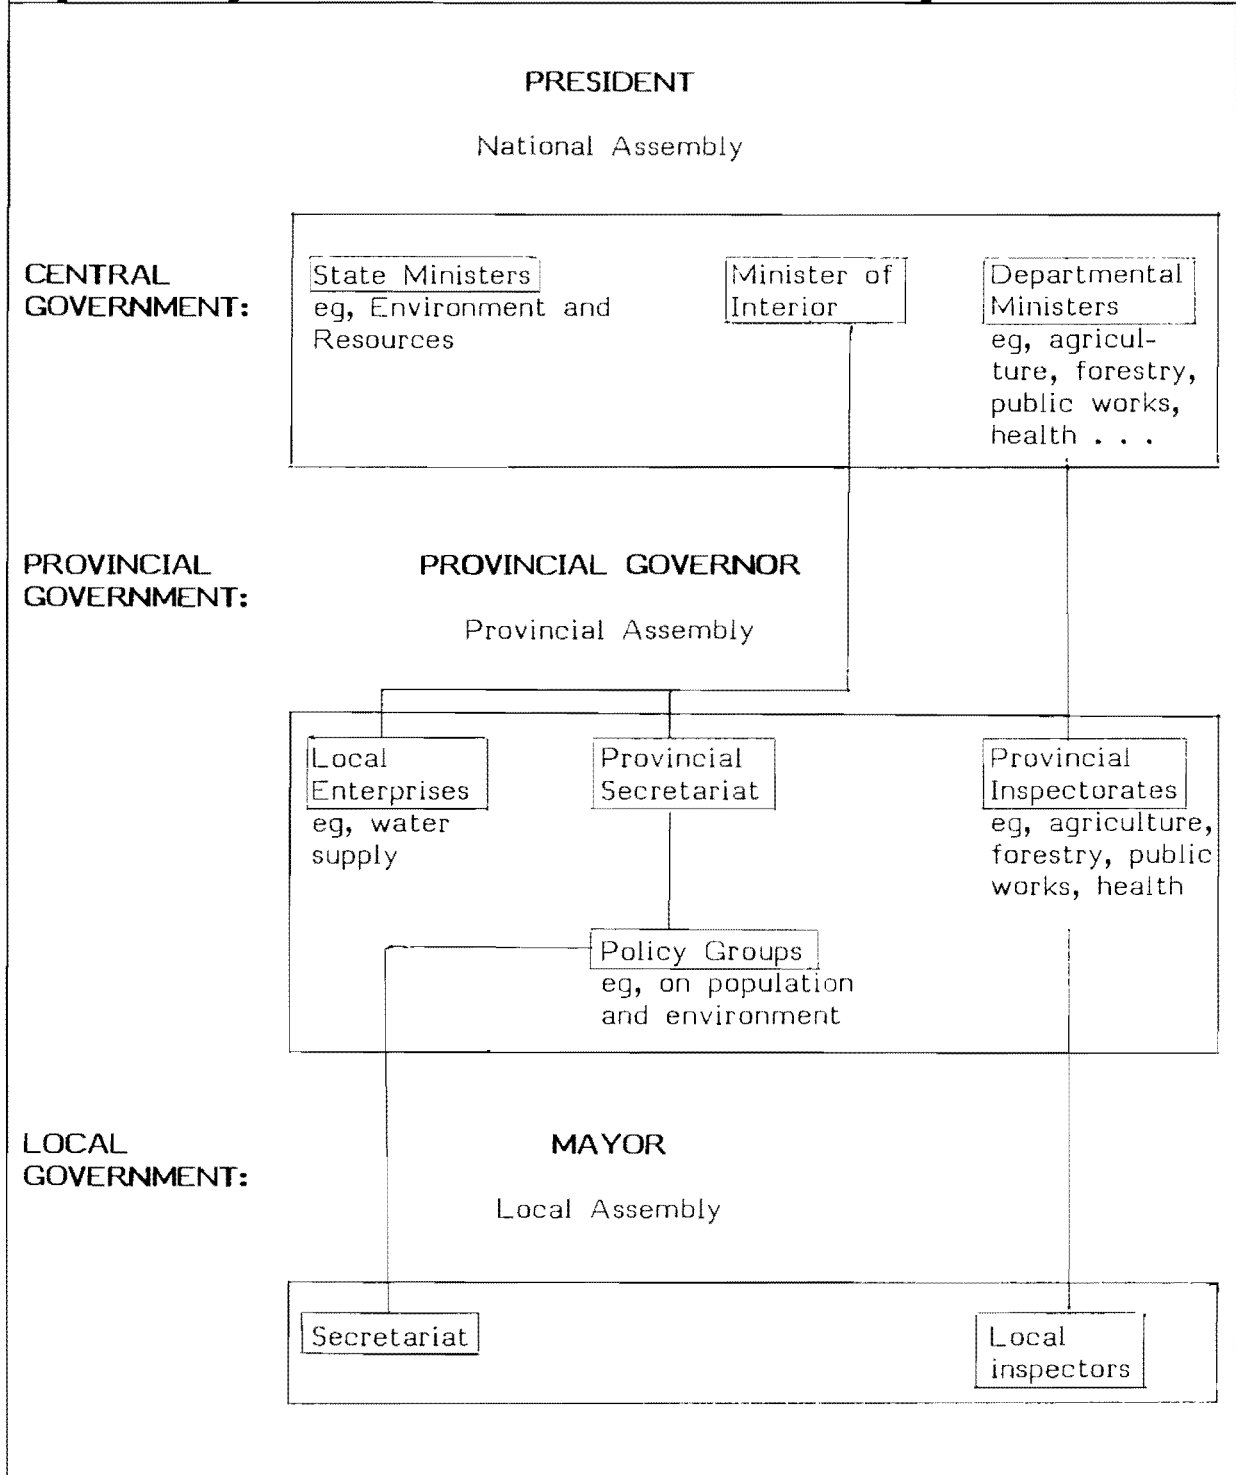 PRESIDENT
National Assembly
CENTRAL
GOVERNMENT:
State Ministers
eg, Environment and
Resources
Minister of
Interior
Departmental
Ministers
eg, agricul-
ture, forestry,
public works,
health . . .
PROVINCIAL
GOVERNMENT:
PROVINCIAL GOVERNOR
Provincial Assembly
Local
Enterprises
eg, water
supply
Provincial
Secretariat
Provincial
Inspectorates
eg, agriculture,
forestry, public
works, health
Policy Groups
eg, on population
and environment
LOCAL
GOVERNMENT:
MAYOR
Local Assembly
Secretariat
Local
inspectors